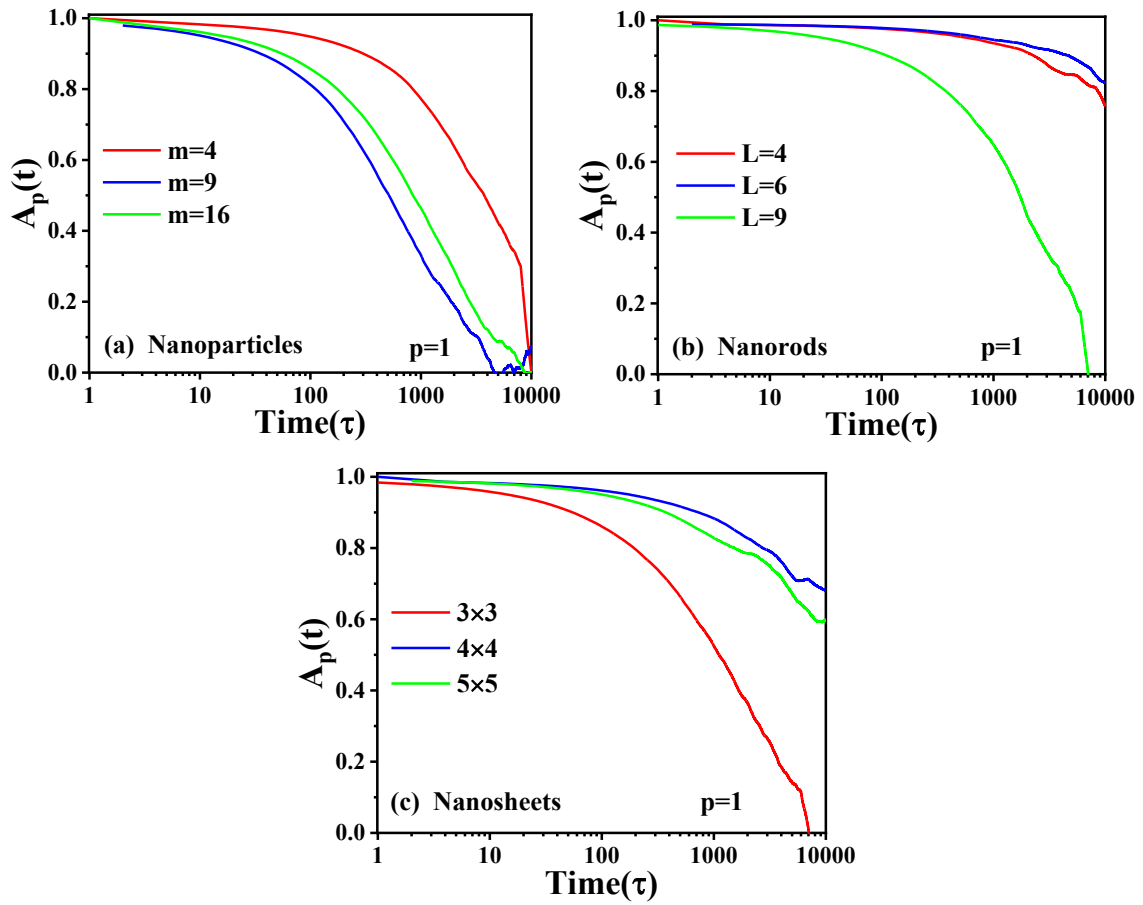 1.0
0.8
0.6
0.4
0.2
0.0
A_p(t)
m=4
m=9
m=16
(a) Nanoparticles
p=1
1 10 100 1000 10000
Time(τ)
1.0
0.8
0.6
0.4
0.2
0.0
A_p(t)
L=4
L=6
L=9
(b) Nanorods
p=1
1 10 100 1000 10000
Time(τ)
1.0
0.8
0.6
0.4
0.2
0.0
A_p(t)
3×3
4×4
5×5
(c) Nanosheets
p=1
1 10 100 1000 10000
Time(τ)